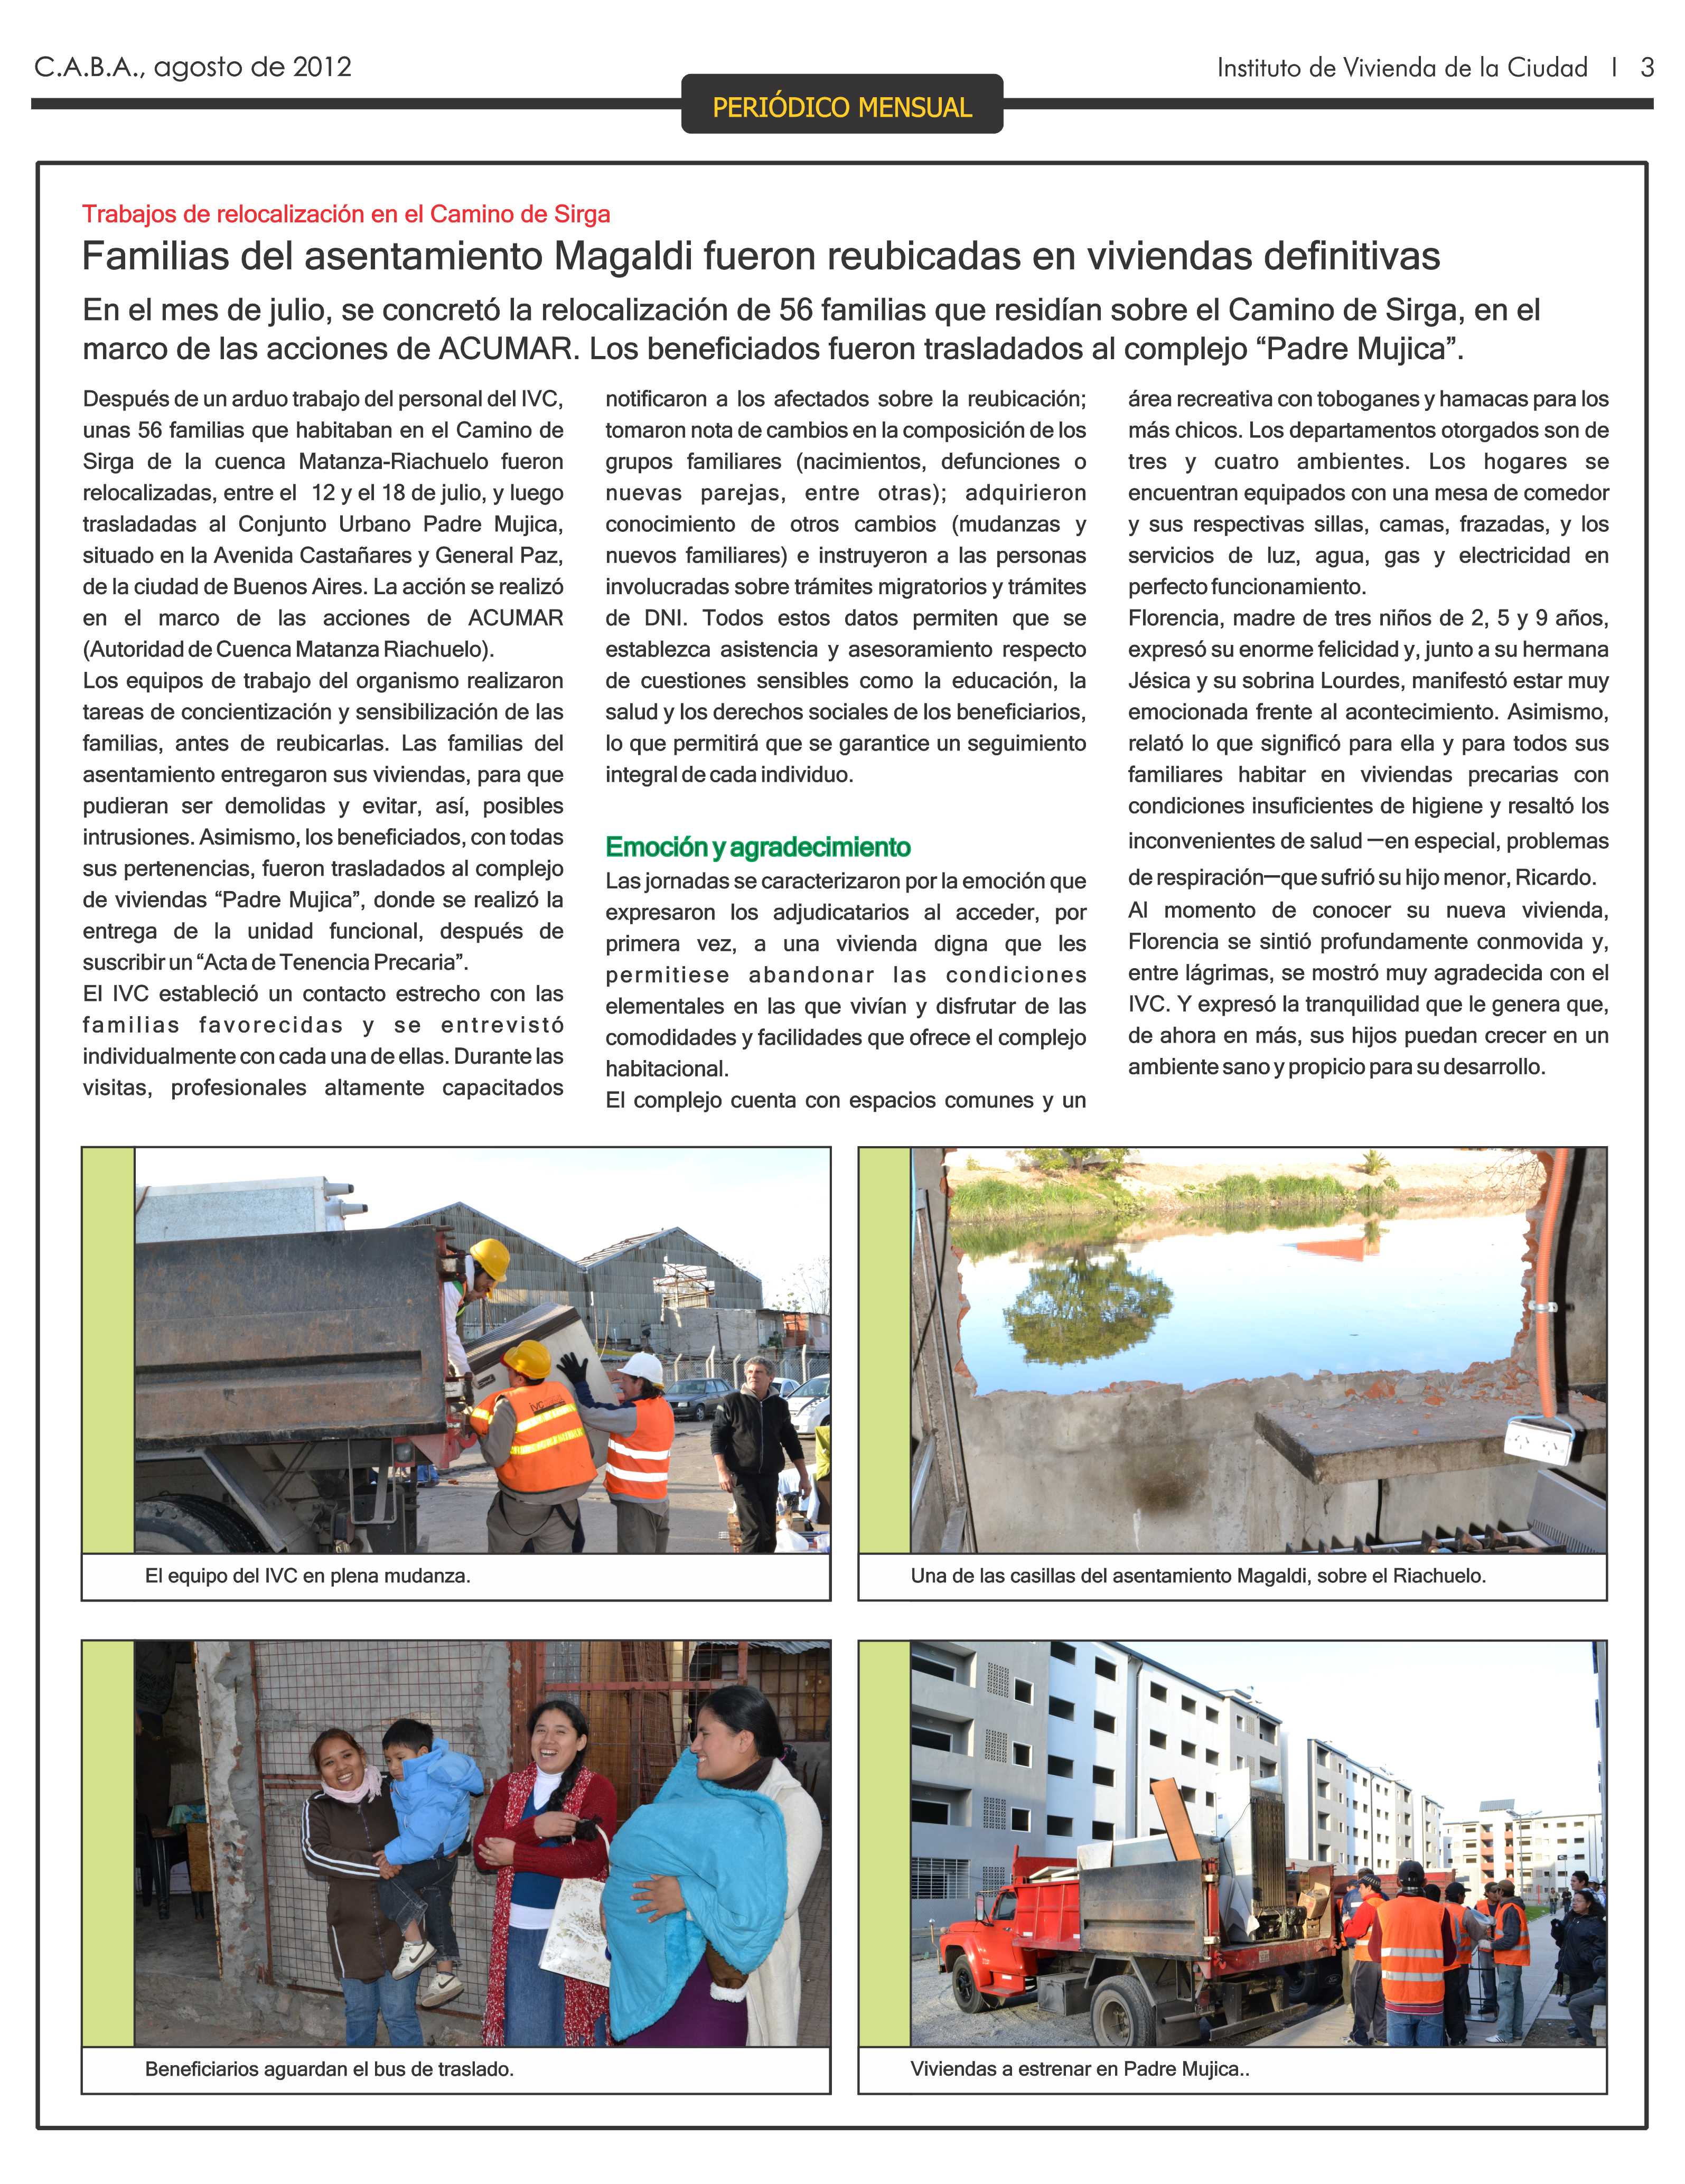 C.A.B.A., agosto de 2012
Instituto de Vivienda de la Ciudad | 3
PERIÓDICO MENSUAL
Trabajos de relocalización en el Camino de Sirga
Familias del asentamiento Magaldi fueron reubicadas en viviendas definitivas
En el mes de julio, se concretó la relocalización de 56 familias que residían sobre el Camino de Sirga, en el
marco de las acciones de ACUMAR. Los beneficiados fueron trasladados al complejo “Padre Mujica”.
Después de un arduo trabajo del personal del IVC,
unas 56 familias que habitaban en el Camino de
Sirga de la cuenca Matanza-Riachuelo fueron
relocalizadas, entre el 12 y el 18 de julio, y luego
trasladadas al Conjunto Urbano Padre Mujica,
situado en la Avenida Castañares y General Paz,
de la ciudad de Buenos Aires. La acción se realizó
en el marco de las acciones de ACUMAR
(Autoridad de Cuenca Matanza Riachuelo).
Los equipos de trabajo del organismo realizaron
tareas de concientización y sensibilización de las
familias, antes de reubicarlas. Las familias del
asentamiento entregaron sus viviendas, para que
pudieran ser demolidas y evitar, así, posibles
intrusiones. Asimismo, los beneficiados, con todas
sus pertenencias, fueron trasladados al complejo
de viviendas “Padre Mujica”, donde se realizó la
entrega de la unidad funcional, después de
suscribir un “Acta de Tenencia Precaria”.
El IVC estableció un contacto estrecho con las
familias favorecidas y se entrevistó
individualmente con cada una de ellas. Durante las
visitas, profesionales altamente capacitados
notificaron a los afectados sobre la reubicación;
tomaron nota de cambios en la composición de los
grupos familiares (nacimientos, defunciones o
nuevas parejas, entre otras); adquirieron
conocimiento de otros cambios (mudanzas y
nuevos familiares) e instruyeron a las personas
involucradas sobre trámites migratorios y trámites
de DNI. Todos estos datos permiten que se
establezca asistencia y asesoramiento respecto
de cuestiones sensibles como la educación, la
salud y los derechos sociales de los beneficiarios,
lo que permitirá que se garantice un seguimiento
integral de cada individuo.
Emoción y agradecimiento
Las jornadas se caracterizaron por la emoción que
expresaron los adjudicatarios al acceder, por
primera vez, a una vivienda digna que les
permitiese abandonar las condiciones
elementales en las que vivían y disfrutar de las
comodidades y facilidades que ofrece el complejo
habitacional.
El complejo cuenta con espacios comunes y un
área recreativa con toboganes y hamacas para los
más chicos. Los departamentos otorgados son de
tres y cuatro ambientes. Los hogares se
encuentran equipados con una mesa de comedor
y sus respectivas sillas, camas, frazadas, y los
servicios de luz, agua, gas y electricidad en
perfecto funcionamiento.
Florencia, madre de tres niños de 2, 5 y 9 años,
expresó su enorme felicidad y, junto a su hermana
Jésica y su sobrina Lourdes, manifestó estar muy
emocionada frente al acontecimiento. Asimismo,
relató lo que significó para ella y para todos sus
familiares habitar en viviendas precarias con
condiciones insuficientes de higiene y resaltó los
inconvenientes de salud —en especial, problemas
de respiración—que sufrió su hijo menor, Ricardo.
Al momento de conocer su nueva vivienda,
Florencia se sintió profundamente conmovida y,
entre lágrimas, se mostró muy agradecida con el
IVC. Y expresó la tranquilidad que le genera que,
de ahora en más, sus hijos puedan crecer en un
ambiente sano y propicio para su desarrollo.
ivc
El equipo del IVC en plena mudanza.
Una de las casillas del asentamiento Magaldi, sobre el Riachuelo.
Beneficiarios aguardan el bus de traslado.
Viviendas a estrenar en Padre Mujica..